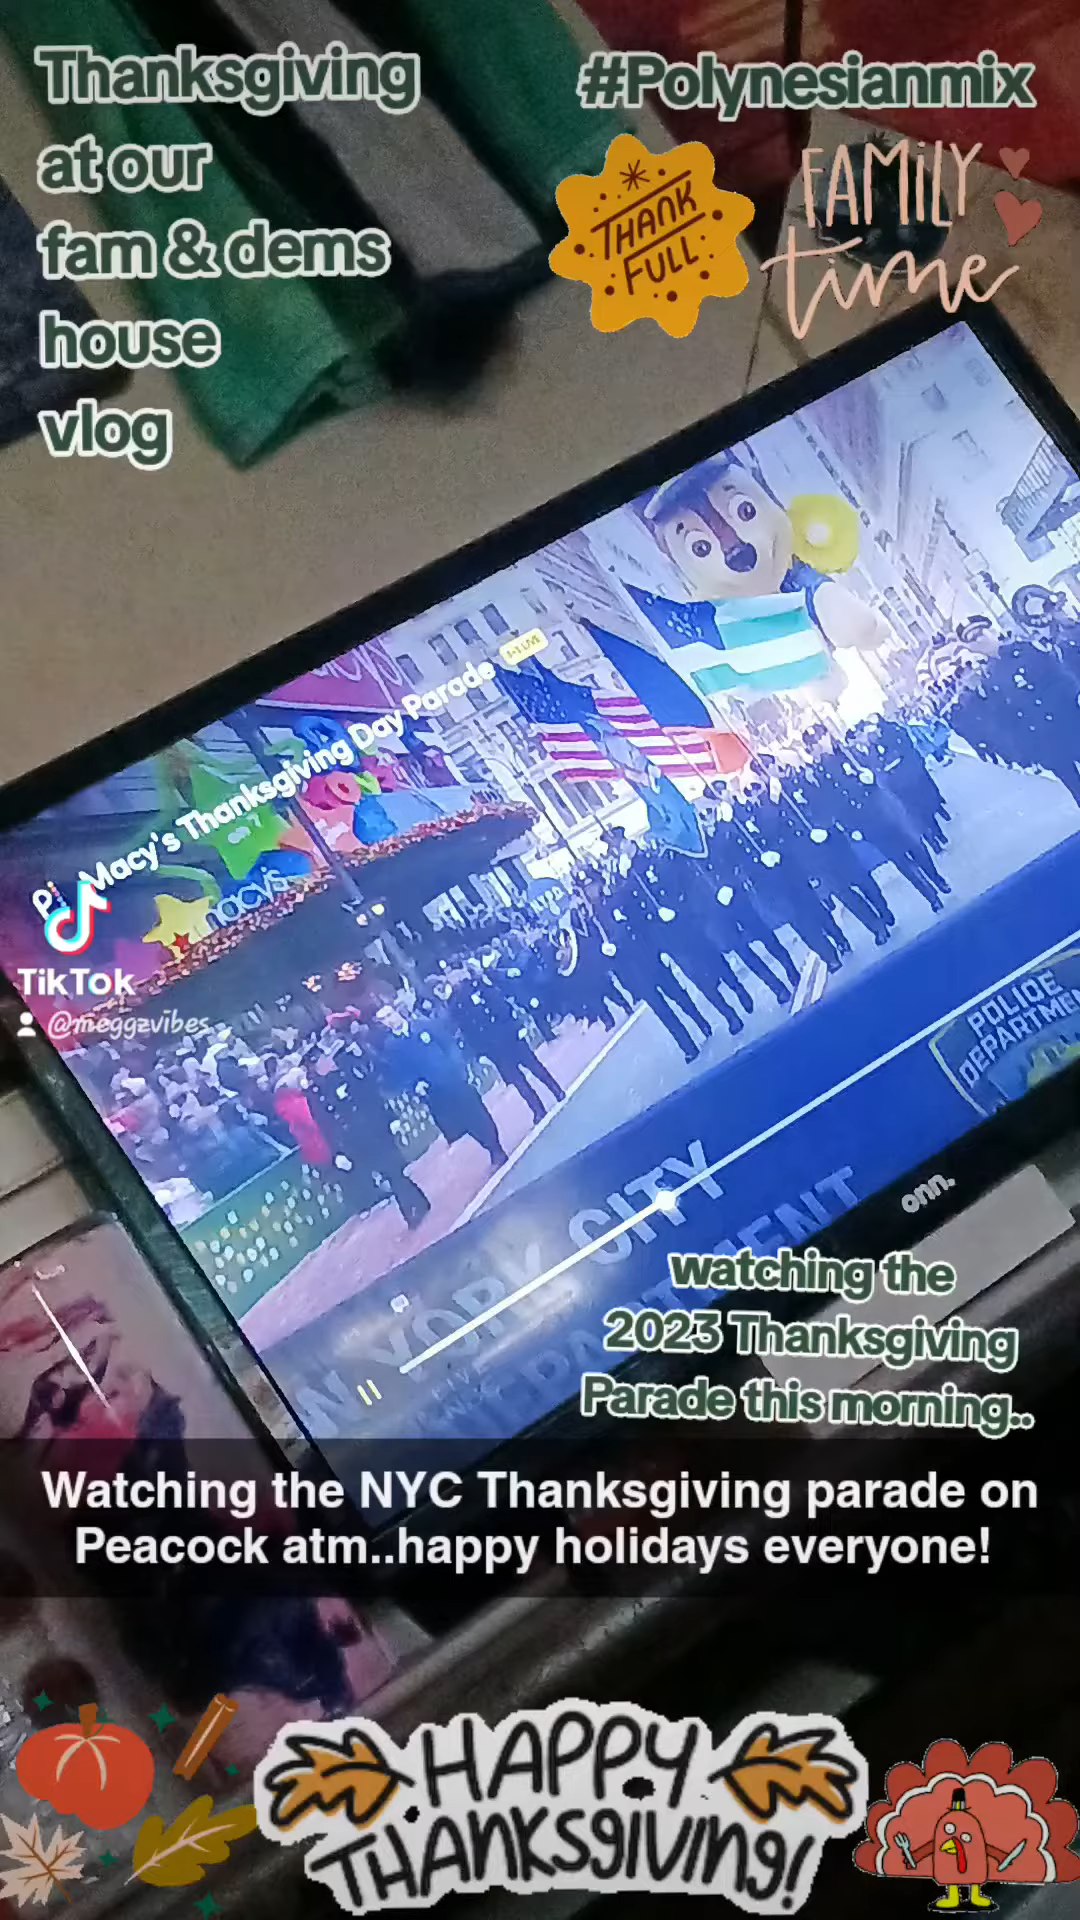 Thanksgiving
at our
fam & dems
house
vlog
#Polynesianmix
THANK
FULL
FAMILY
time
Macy's Thanksgiving Day Parade
macy's
TikTok
@meggzvibes
POLICE
YORK CITY
onn.
watching the
2023 Thanksgiving
Parade this morning..
Watching the NYC Thanksgiving parade on
Peacock atm..happy holidays everyone!
HAPPY
THANKSGIVING!